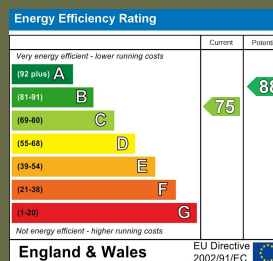 Energy Efficiency Rating
Current
Very energy efficient - lower running costs
(92 plus) A
(81-91) B
88
(69-80) C
75
(55-68) D
(39-54) E
(21-38) F
(1-20) G
Not energy efficient - higher running costs
England & Wales
EU Directive
2002/91/EC